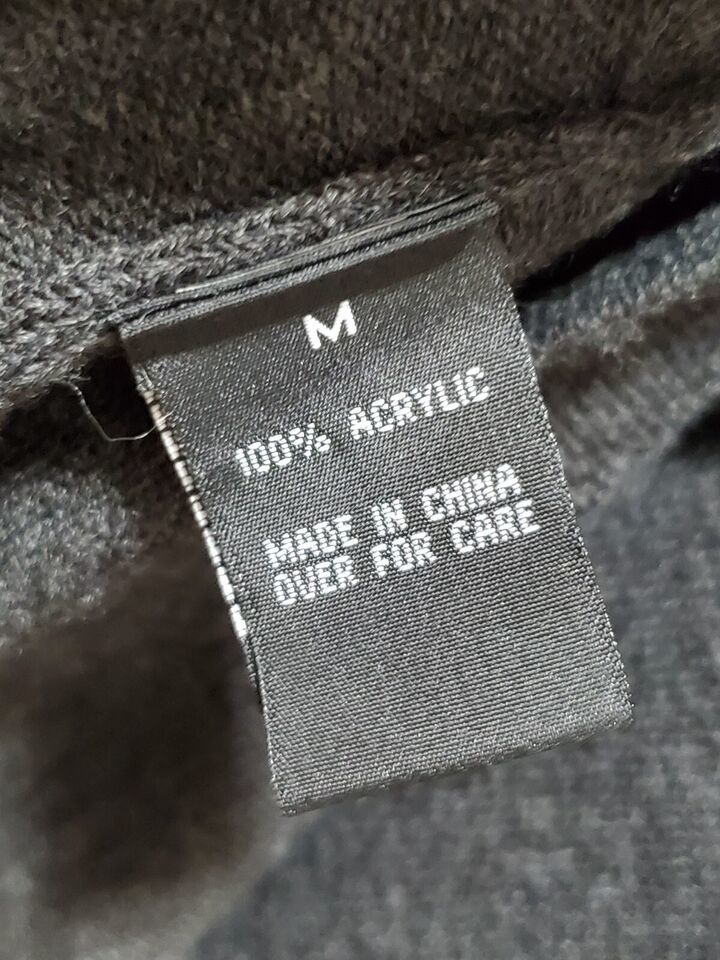 M
100% ACRYLIC
MADE IN CHINA
OVER FOR CARE